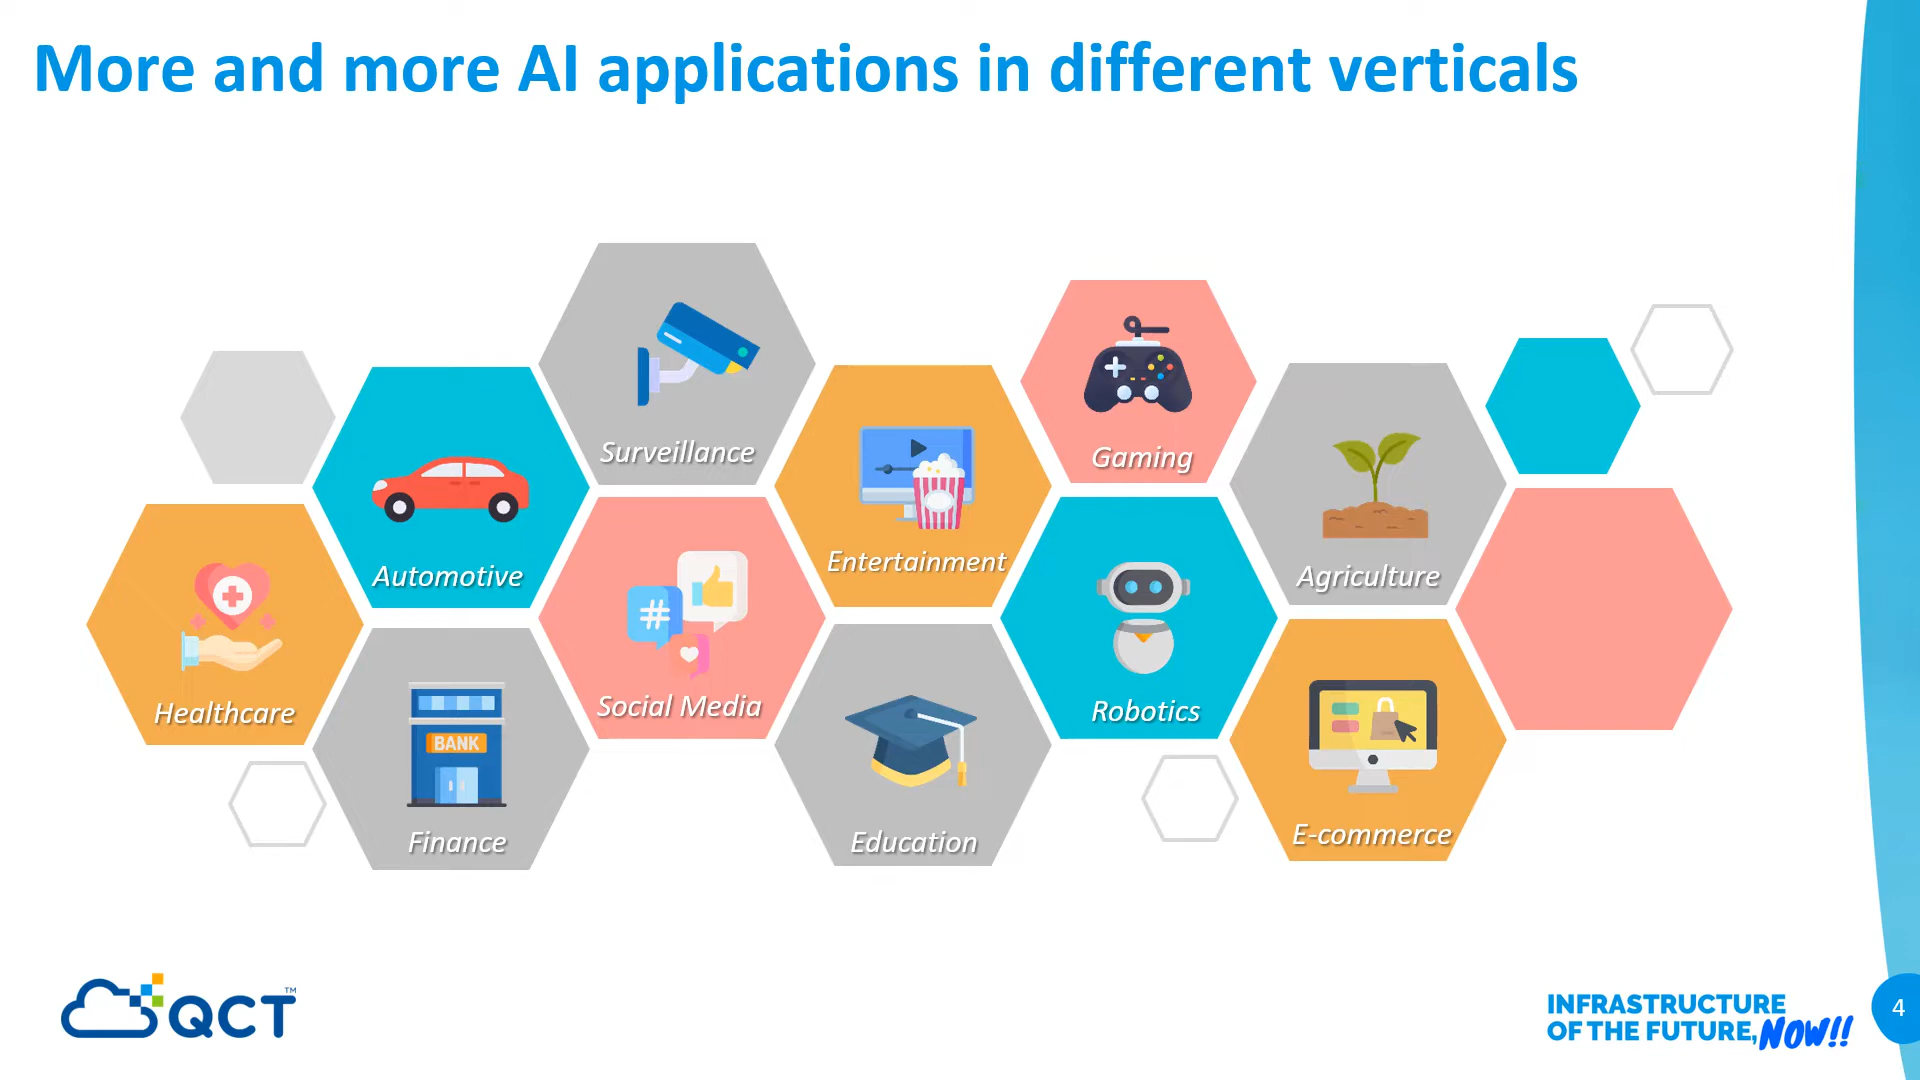 More and more AI applications in different verticals
Surveillance
Gaming
Automotive
Entertainment
Agriculture
Healthcare
#
Social Media
Robotics
BANK
Finance
Education
E-commerce
QCT™
INFRASTRUCTURE
OF THE FUTURE, NOW!!
4